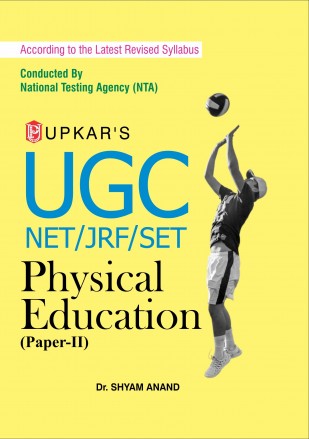 According to the Latest Revised Syllabus
Conducted By
National Testing Agency (NTA)
UPKAR'S
UGC
NET/JRF/SET
Physical
Education
(Paper-II)
Dr. SHYAM ANAND